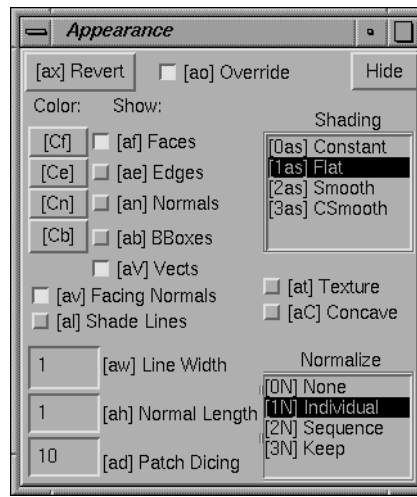 Appearance
[ax] Revert [ao] Override Hide
Color: Show: Shading
[Cf] [af] Faces
[Ce] [ae] Edges
[Cn] [an] Normals
[Cb] [ab] BBoxes
[aV] Vects
[0as] Constant
[1as] Flat
[2as] Smooth
[3as] CSmooth
[av] Facing Normals
[al] Shade Lines
[at] Texture
[aC] Concave
1 [aw] Line Width
1 [ah] Normal Length
10 [ad] Patch Dicing
Normalize
[0N] None
[1N] Individual
[2N] Sequence
[3N] Keep